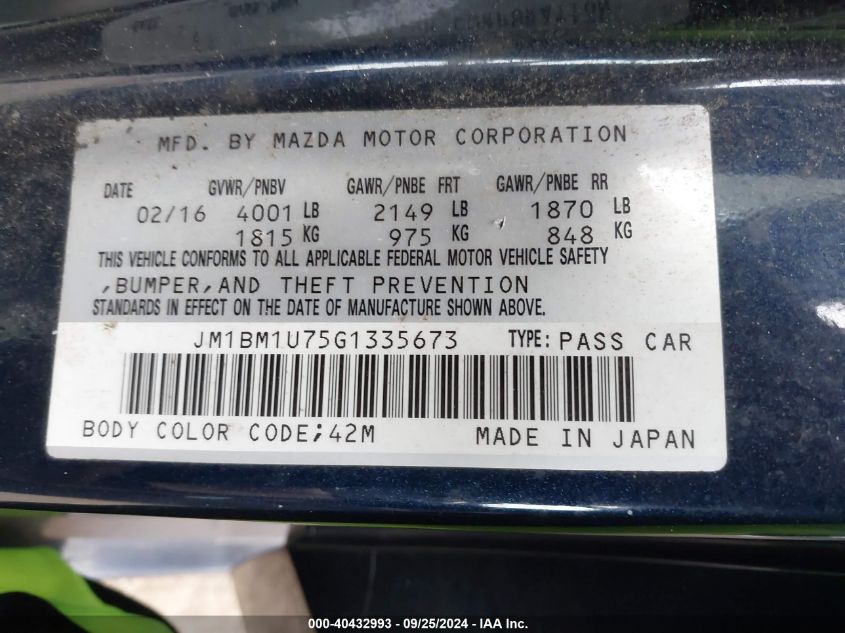 MFD. BY MAZDA MOTOR CORPORATION
DATE GVWR/PNBV GAWR/PNBE FRT GAWR/PNBE RR
02/16 4001 LB 2149 LB 1870 LB
1815 KG 975 KG 848 KG
THIS VEHICLE CONFORMS TO ALL APPLICABLE FEDERAL MOTOR VEHICLE SAFETY
,BUMPER,AND THEFT PREVENTION
STANDARDS IN EFFECT ON THE DATE OF MANUFACTURE SHOWN ABOVE.
JM1BM1U75G1335673 TYPE: PASS CAR
BODY COLOR CODE;42M MADE IN JAPAN
000-40432993 - 09/25/2024 - IAA Inc.